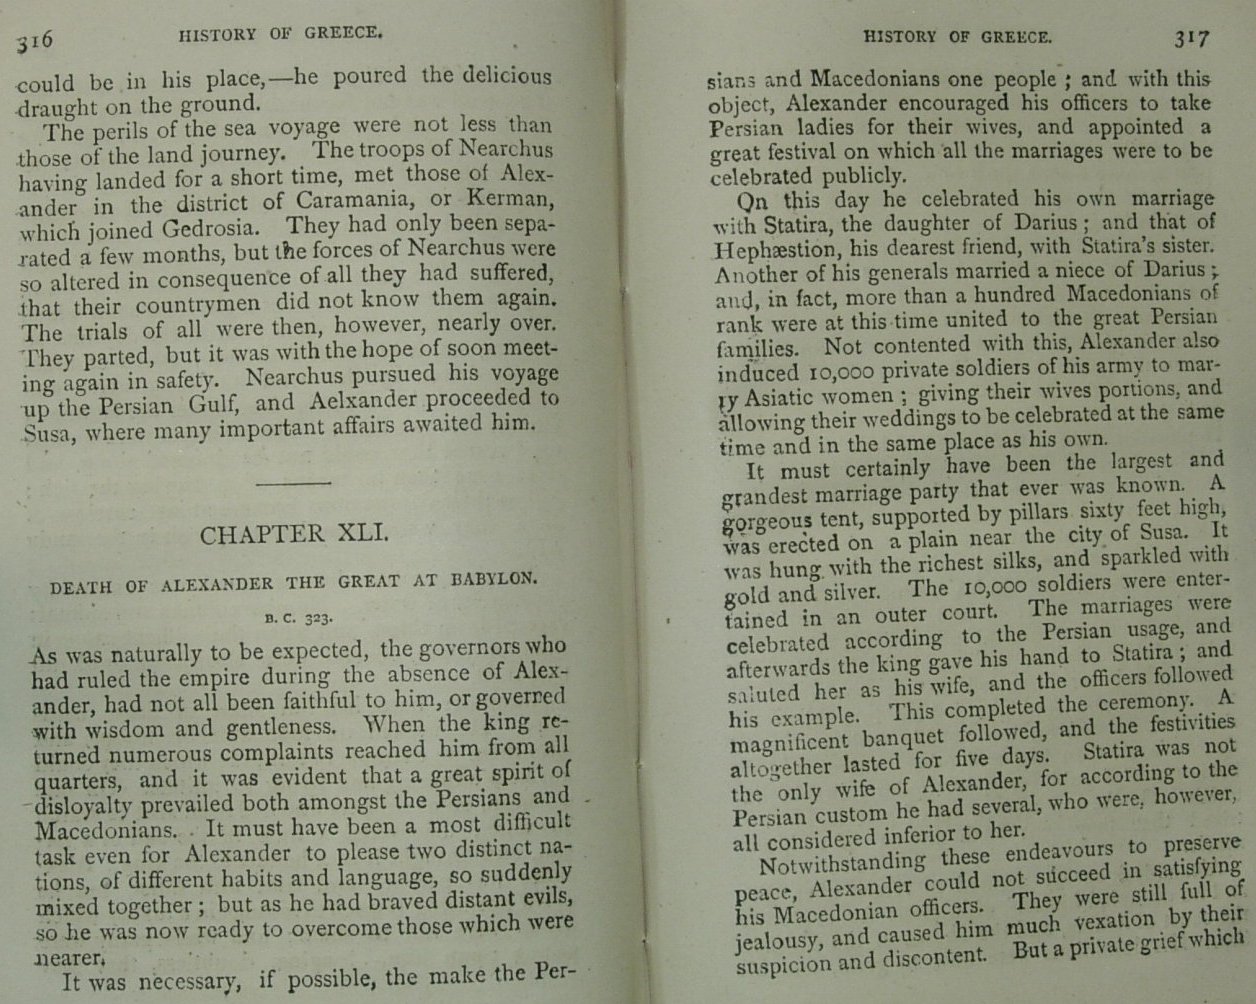 316
HISTORY OF GREECE.
could be in his place,—he poured the delicious
draught on the ground.
The perils of the sea voyage were not less than
those of the land journey. The troops of Nearchus
having landed for a short time, met those of Alex-
ander in the district of Caramania, or Kerman,
which joined Gedrosia. They had only been sepa-
rated a few months, but the forces of Nearchus were
so altered in consequence of all they had suffered,
that their countrymen did not know them again.
The trials of all were then, however, nearly over.
They parted, but it was with the hope of soon meet-
ing again in safety. Nearchus pursued his voyage
up the Persian Gulf, and Aelxander proceeded to
Susa, where many important affairs awaited him.
CHAPTER XLI.
DEATH OF ALEXANDER THE GREAT AT BABYLON.
B. C. 323.
As was naturally to be expected, the governors who
had ruled the empire during the absence of Alex-
ander, had not all been faithful to him, or governed
with wisdom and gentleness. When the king re-
turned numerous complaints reached him from all
quarters, and it was evident that a great spirit of
disloyalty prevailed both amongst the Persians and
Macedonians. It must have been a most difficult
task even for Alexander to please two distinct na-
tions, of different habits and language, so suddenly
mixed together; but as he had braved distant evils,
so he was now ready to overcome those which were
nearer.
It was necessary, if possible, the make the Per-
HISTORY OF GREECE.
317
sians and Macedonians one people; and with this
object, Alexander encouraged his officers to take
Persian ladies for their wives, and appointed a
great festival on which all the marriages were to be
celebrated publicly.
On this day he celebrated his own marriage
with Statira, the daughter of Darius; and that of
Hephæstion, his dearest friend, with Statira's sister.
Another of his generals married a niece of Darius;
and, in fact, more than a hundred Macedonians of
rank were at this time united to the great Persian
families. Not contented with this, Alexander also
induced 10,000 private soldiers of his army to mar-
ry Asiatic women; giving their wives portions, and
allowing their weddings to be celebrated at the same
time and in the same place as his own.
It must certainly have been the largest and
grandest marriage party that ever was known. A
gorgeous tent, supported by pillars sixty feet high,
was erected on a plain near the city of Susa. It
was hung with the richest silks, and sparkled with
gold and silver. The 10,000 soldiers were enter-
tained in an outer court. The marriages were
celebrated according to the Persian usage, and
afterwards the king gave his hand to Statira; and
saluted her as his wife, and the officers followed
his example. This completed the ceremony. A
magnificent banquet followed, and the festivities
altogether lasted for five days. Statira was not
the only wife of Alexander, for according to the
Persian custom he had several, who were, however,
all considered inferior to her.
Notwithstanding these endeavours to preserve
peace, Alexander could not succeed in satisfying
his Macedonian officers. They were still full of
jealousy, and caused him much vexation by their
suspicion and discontent. But a private grief which